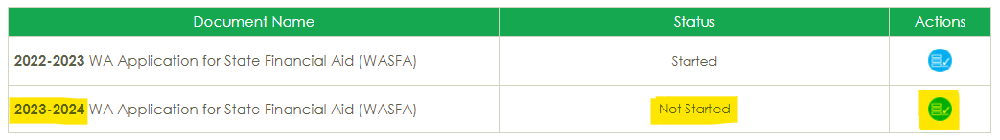 Document Name Status Actions
2022-2023 WA Application for State Financial Aid (WASFA) Started
2023-2024 WA Application for State Financial Aid (WASFA) Not Started